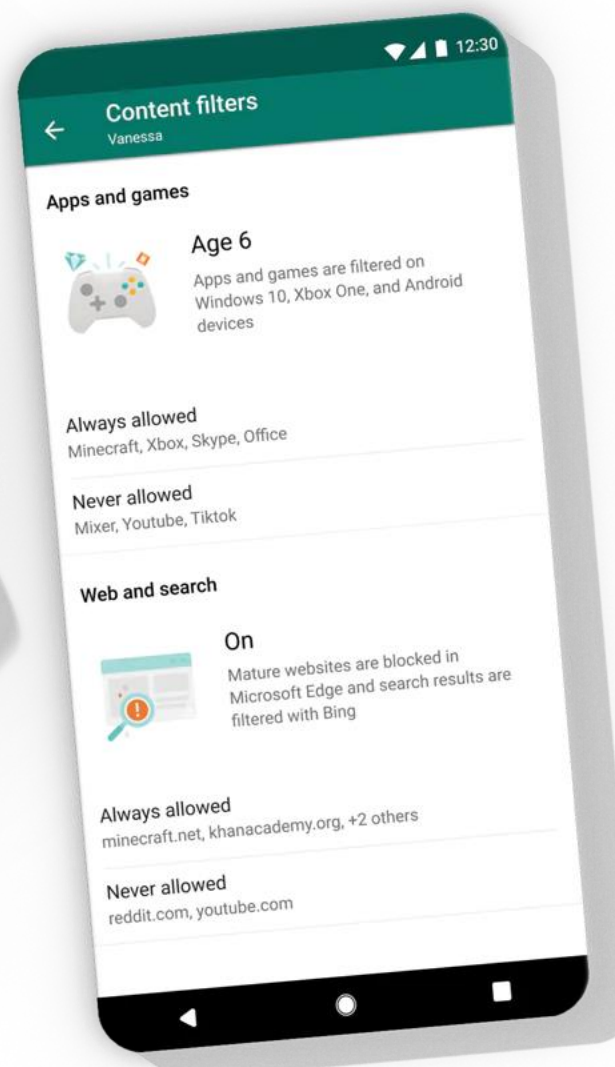 12:30
Content filters
Vanessa
Apps and games
Age 6
Apps and games are filtered on
Windows 10, Xbox One, and Android
devices
Always allowed
Minecraft, Xbox, Skype, Office
Never allowed
Mixer, Youtube, Tiktok
Web and search
On
Mature websites are blocked in
Microsoft Edge and search results are
filtered with Bing
Always allowed
minecraft.net, khanacademy.org, +2 others
Never allowed
reddit.com, youtube.com